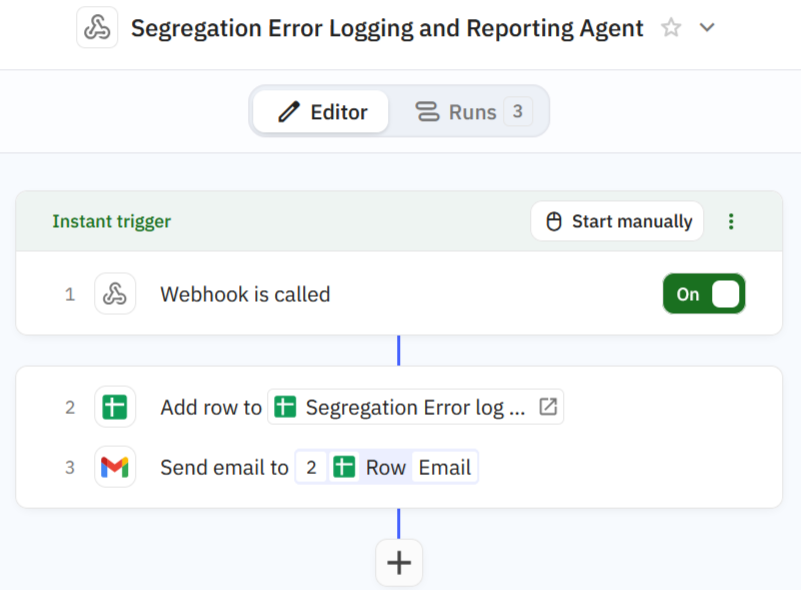 Segregation Error Logging and Reporting Agent
Editor
Runs 3
Instant trigger
Start manually
1 Webhook is called
On
2 Add row to Segregation Error log ...
3 Send email to 2 Row Email